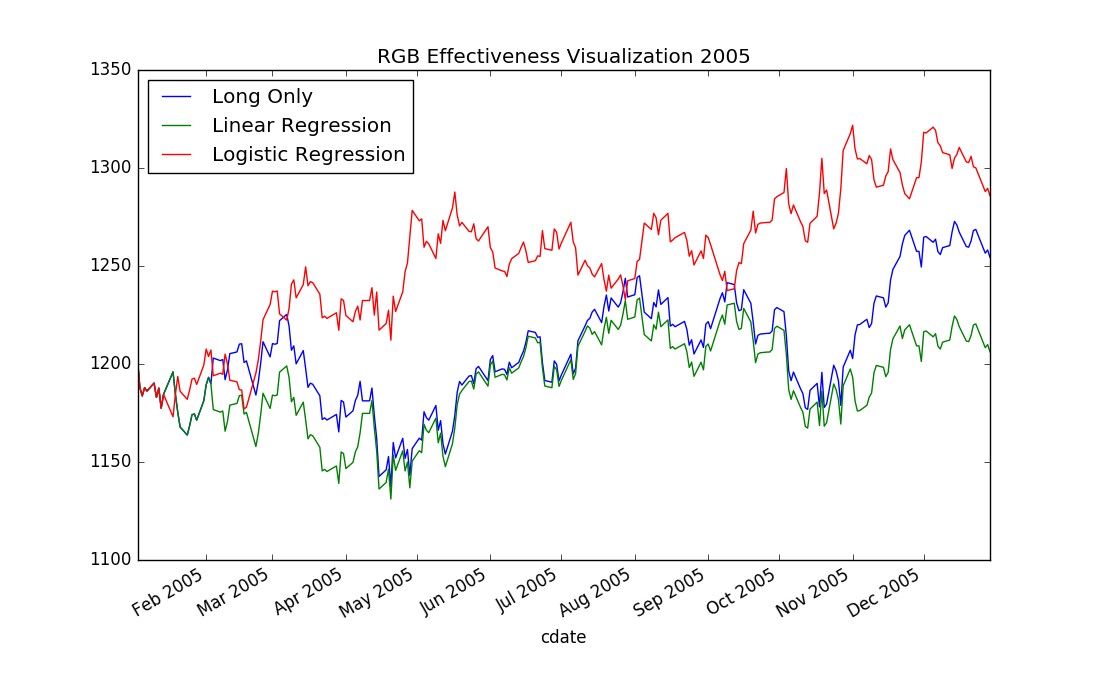 RGB Effectiveness Visualization 2005
1350
1300
1250
1200
1150
1100
Long Only
Linear Regression
Logistic Regression
Feb 2005
Mar 2005
Apr 2005
May 2005
Jun 2005
Jul 2005
Aug 2005
Sep 2005
Oct 2005
Nov 2005
Dec 2005
cdate